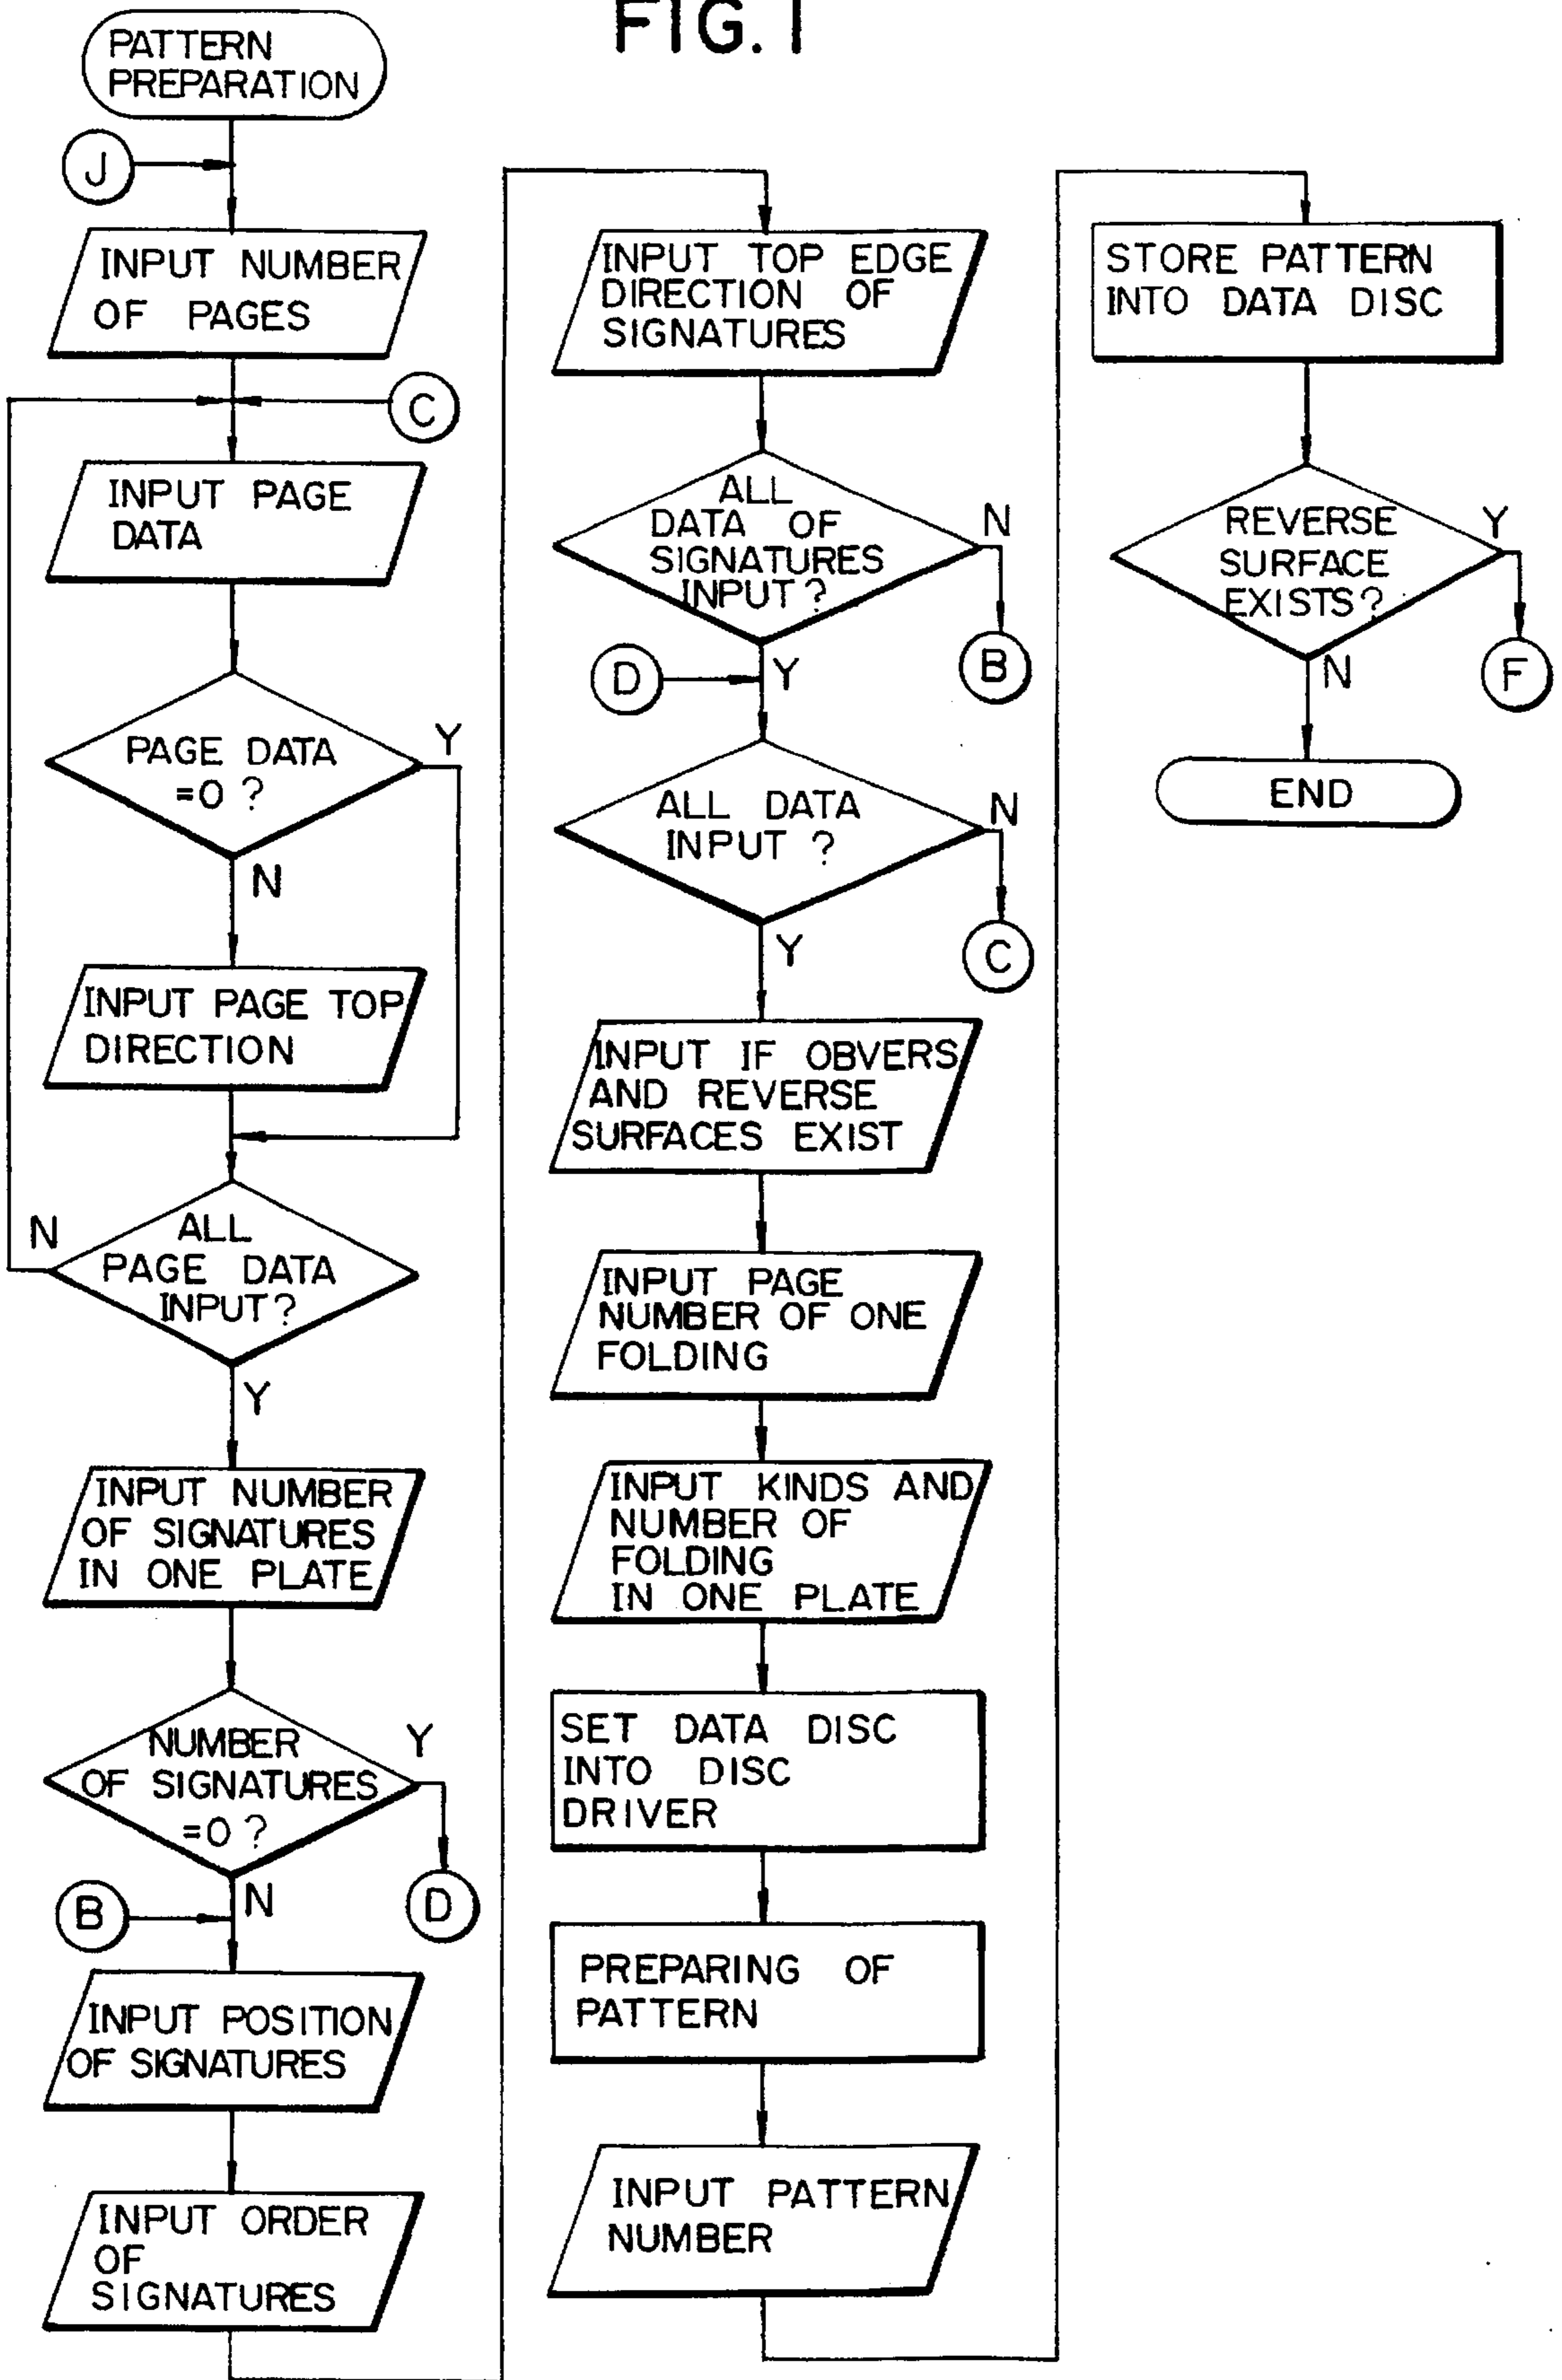 FIG. 1
PATTERN
PREPARATION
J
INPUT NUMBER
OF PAGES
C
INPUT PAGE
DATA
PAGE DATA
=0 ?
Y
N
INPUT PAGE TOP
DIRECTION
ALL
PAGE DATA
INPUT?
N
Y
INPUT NUMBER
OF SIGNATURES
IN ONE PLATE
NUMBER
OF SIGNATURES
=0 ?
Y
D
N
B
INPUT POSITION
OF SIGNATURES
INPUT ORDER
OF
SIGNATURES
INPUT TOP EDGE
DIRECTION OF
SIGNATURES
ALL
DATA OF
SIGNATURES
INPUT?
N
B
Y
D
ALL DATA
INPUT ?
N
C
Y
INPUT IF OBVERS
AND REVERSE
SURFACES EXIST
INPUT PAGE
NUMBER OF ONE
FOLDING
INPUT KINDS AND
NUMBER OF
FOLDING
IN ONE PLATE
SET DATA DISC
INTO DISC
DRIVER
PREPARING OF
PATTERN
INPUT PATTERN
NUMBER
STORE PATTERN
INTO DATA DISC
REVERSE
SURFACE
EXISTS?
Y
F
N
END